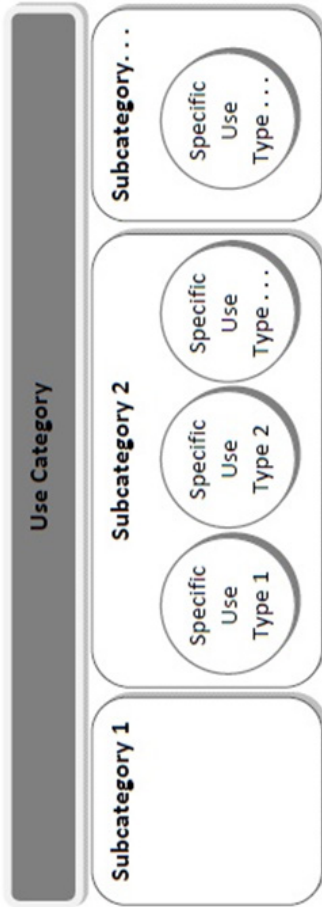 Use Category
Subcategory 1
Subcategory 2
Specific
Use
Type 1
Specific
Use
Type 2
Specific
Use
Type . . .
Subcategory. . .
Specific
Use
Type . . .